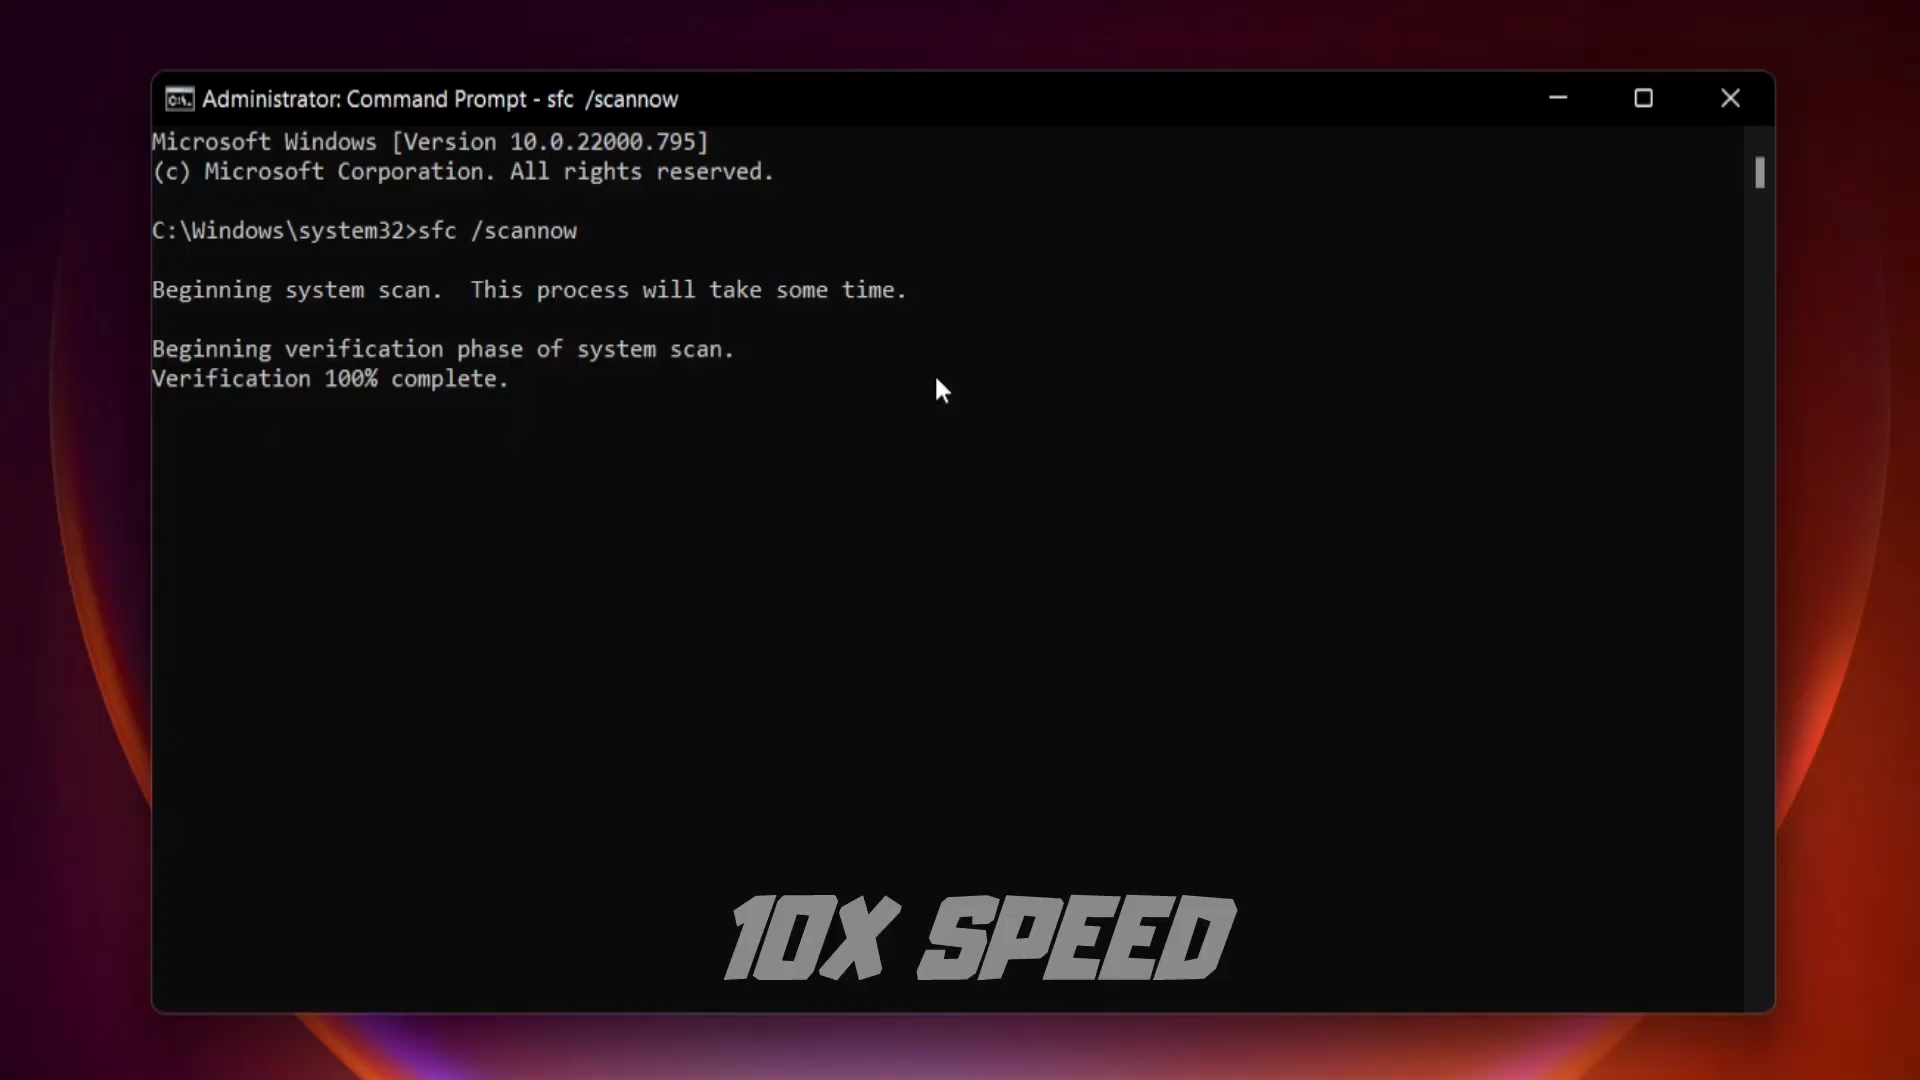 Administrator: Command Prompt - sfc  /scannow
Microsoft Windows [Version 10.0.22000.795]
(c) Microsoft Corporation. All rights reserved.
C:\Windows\system32>sfc /scannow
Beginning system scan.  This process will take some time.
Beginning verification phase of system scan.
Verification 100% complete.
10X SPEED